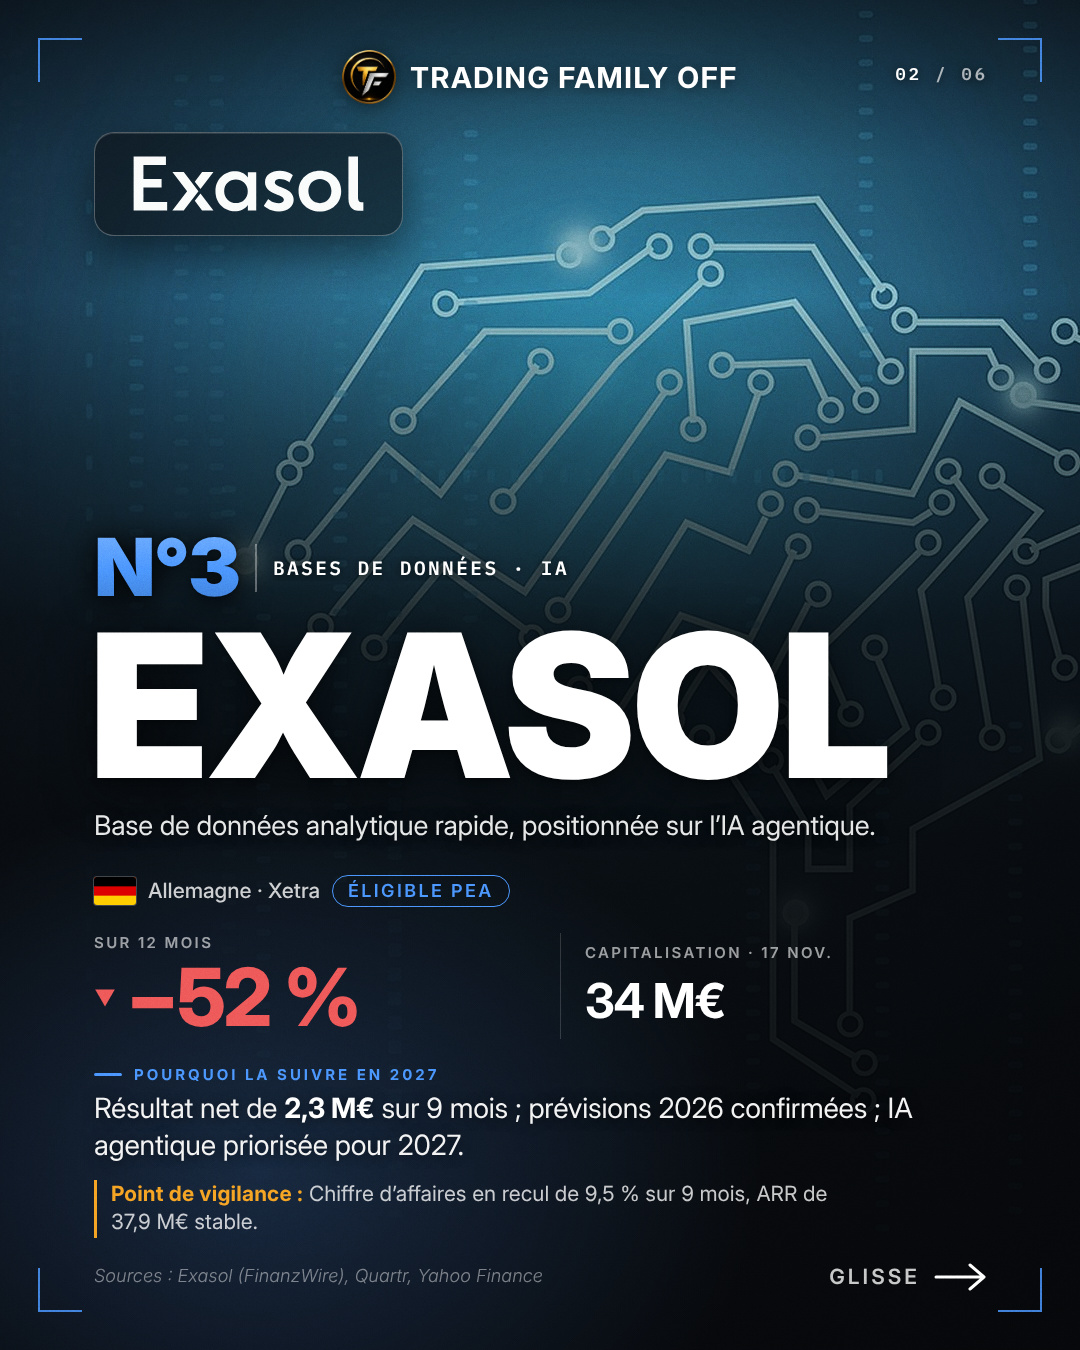 TF TRADING FAMILY OFF
02 / 06
Exasol
N°3
BASES DE DONNÉES · IA
EXASOL
Base de données analytique rapide, positionnée sur l’IA agentique.
Allemagne · Xetra
ÉLIGIBLE PEA
SUR 12 MOIS
▼ –52 %
CAPITALISATION · 17 NOV.
34 M€
POURQUOI LA SUIVRE EN 2027
Résultat net de 2,3 M€ sur 9 mois ; prévisions 2026 confirmées ; IA
agentique priorisée pour 2027.
Point de vigilance : Chiffre d’affaires en recul de 9,5 % sur 9 mois, ARR de
37,9 M€ stable.
Sources : Exasol (FinanzWire), Quartr, Yahoo Finance
GLISSE →